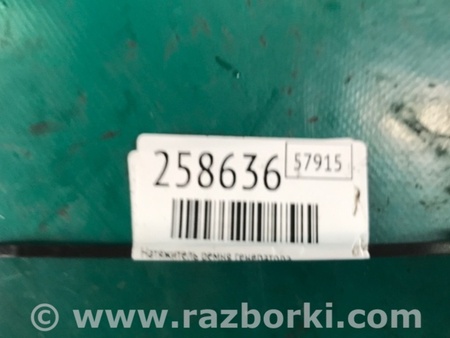 258636 57915
Натяжитель ремня генератора
© www.razborki.com